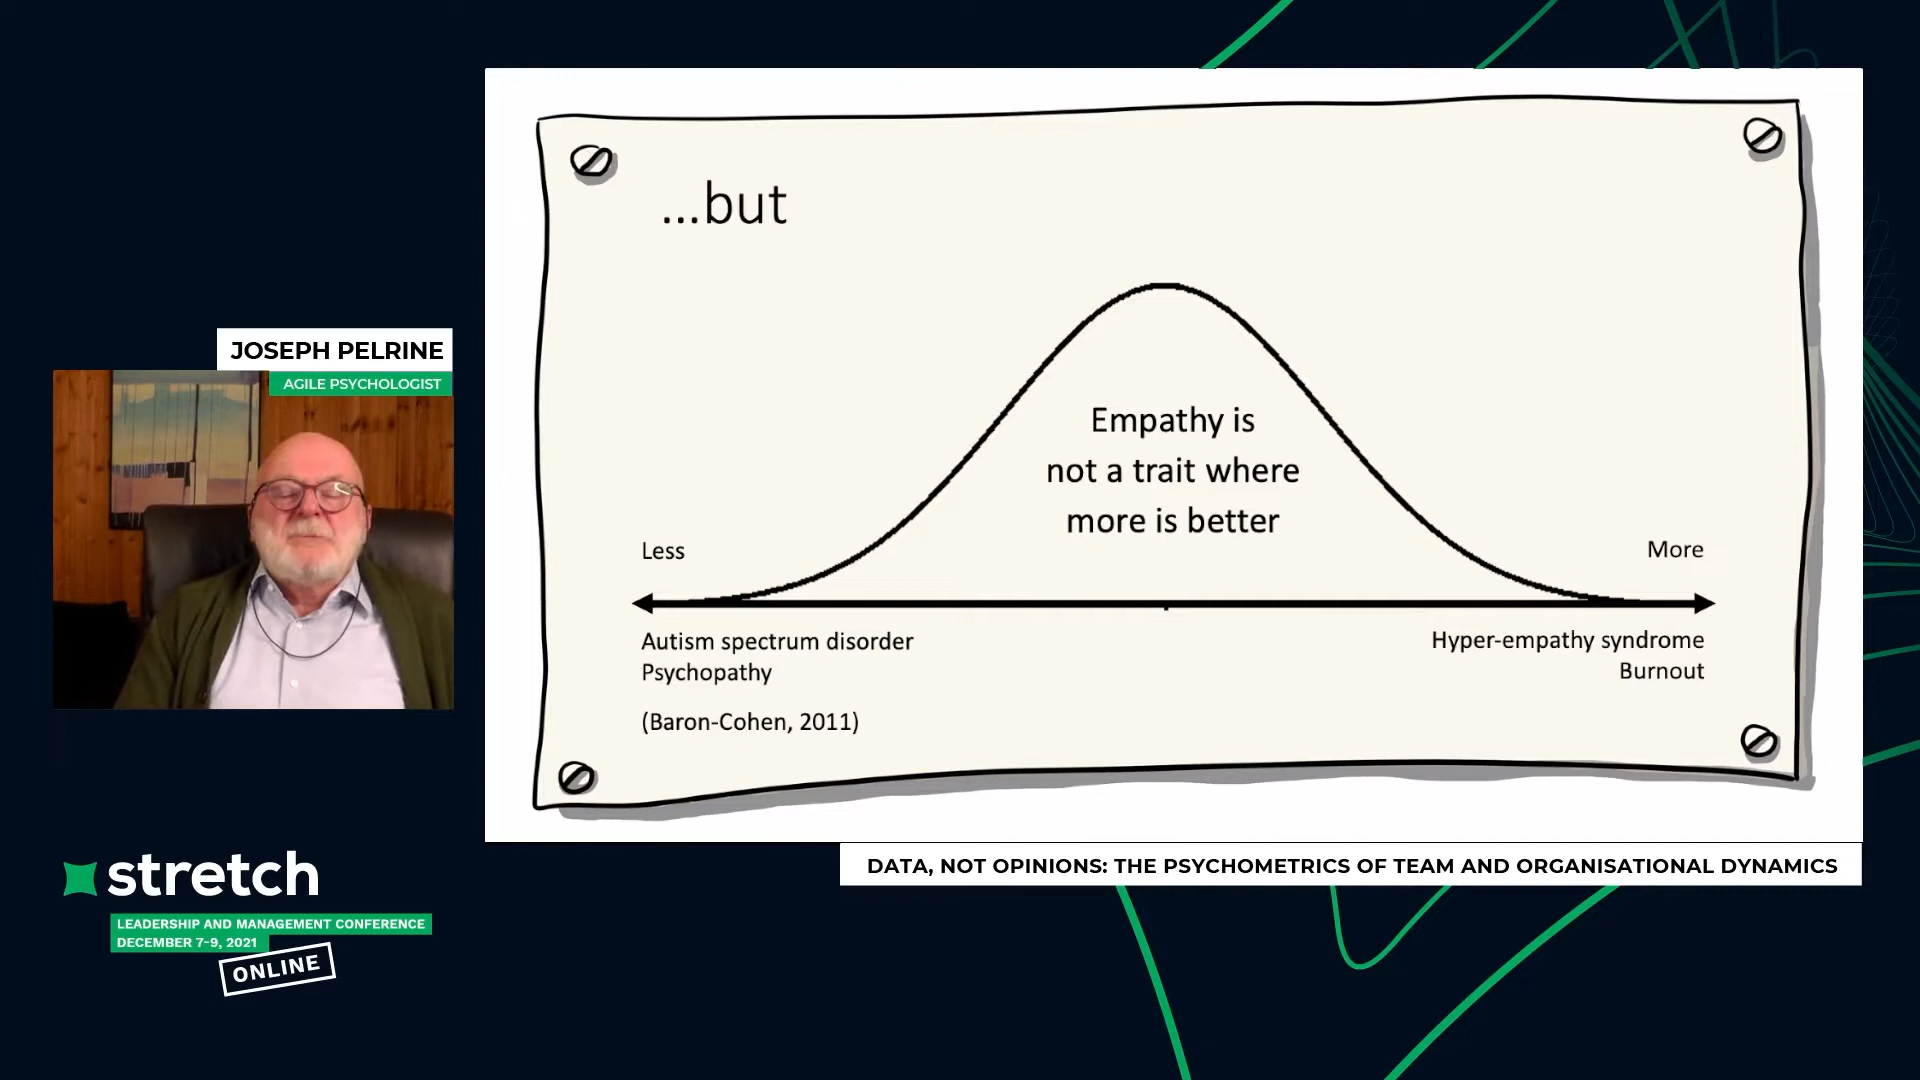 JOSEPH PELRINE
AGILE PSYCHOLOGIST
...but
Empathy is
not a trait where
more is better
Less
More
Autism spectrum disorder
Psychopathy
(Baron-Cohen, 2011)
Hyper-empathy syndrome
Burnout
DATA, NOT OPINIONS: THE PSYCHOMETRICS OF TEAM AND ORGANISATIONAL DYNAMICS
stretch
LEADERSHIP AND MANAGEMENT CONFERENCE
DECEMBER 7-9, 2021
ONLINE